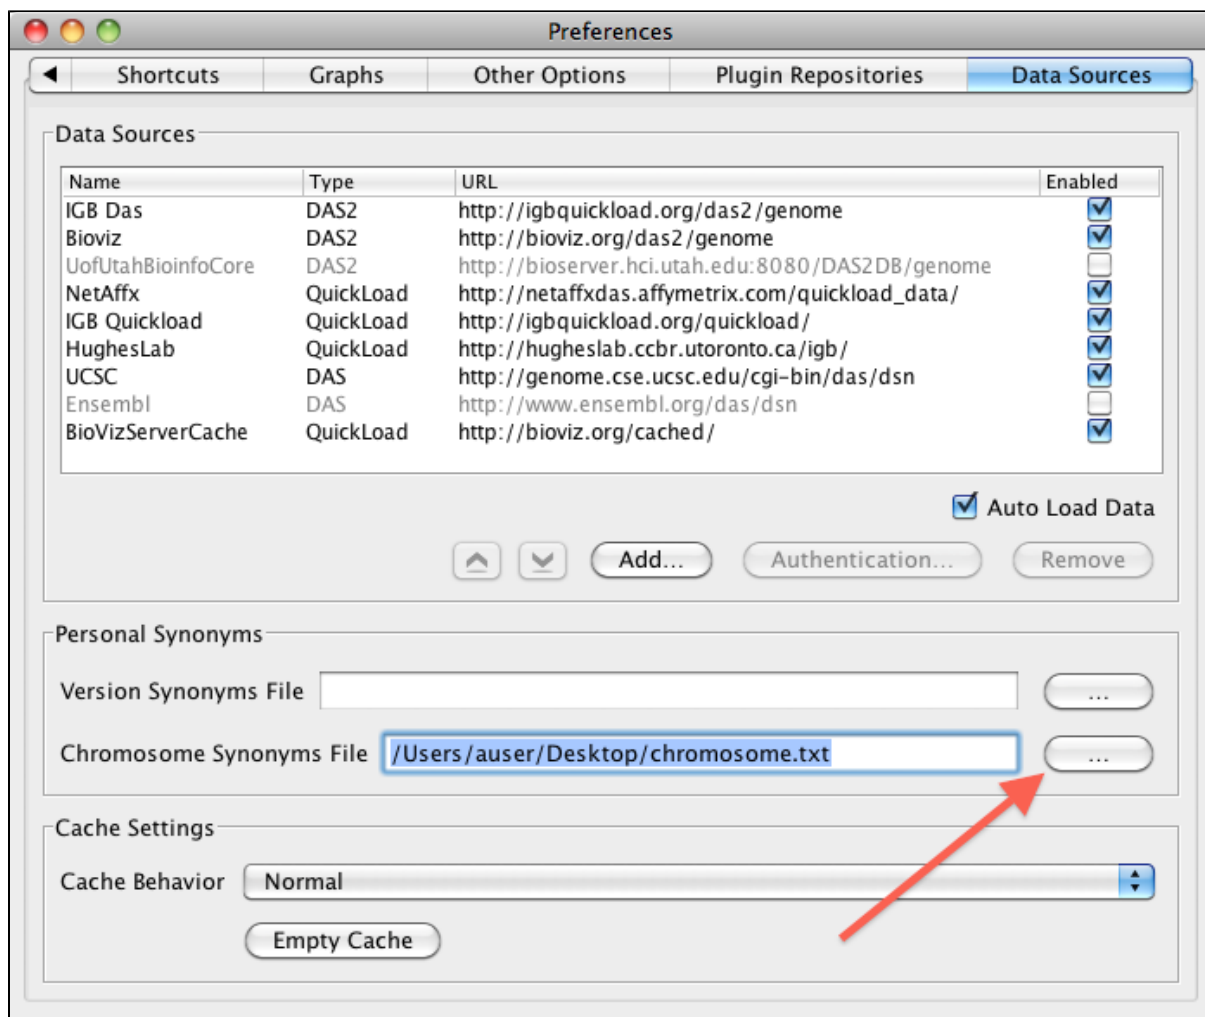 Preferences
Shortcuts Graphs Other Options Plugin Repositories Data Sources
Data Sources
Name Type URL Enabled
IGB Das DAS2 http://igbquickload.org/das2/genome
Bioviz DAS2 http://bioviz.org/das2/genome
UofUtahBioinfoCore DAS2 http://bioserver.hci.utah.edu:8080/DAS2DB/genome
NetAffx QuickLoad http://netaffxdas.affymetrix.com/quickload_data/
IGB Quickload QuickLoad http://igbquickload.org/quickload/
HughesLab QuickLoad http://hugheslab.ccbr.utoronto.ca/igb/
UCSC DAS http://genome.cse.ucsc.edu/cgi-bin/das/dsn
Ensembl DAS http://www.ensembl.org/das/dsn
BioVizServerCache QuickLoad http://bioviz.org/cached/
Auto Load Data
Add... Authentication... Remove
Personal Synonyms
Version Synonyms File ...
Chromosome Synonyms File /Users/auser/Desktop/chromosome.txt ...
Cache Settings
Cache Behavior Normal
Empty Cache